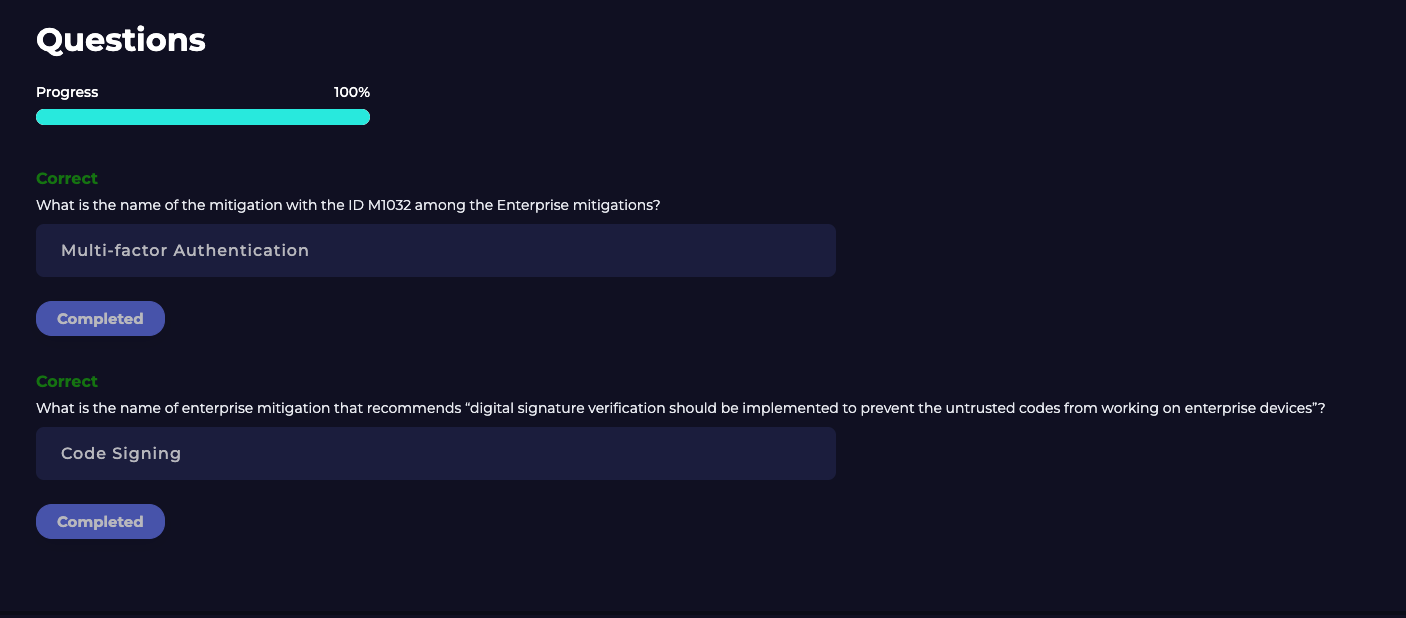 Questions
Progress 100%
Correct
What is the name of the mitigation with the ID M1032 among the Enterprise mitigations?
Multi-factor Authentication
Completed
Correct
What is the name of enterprise mitigation that recommends “digital signature verification should be implemented to prevent the untrusted codes from working on enterprise devices”?
Code Signing
Completed